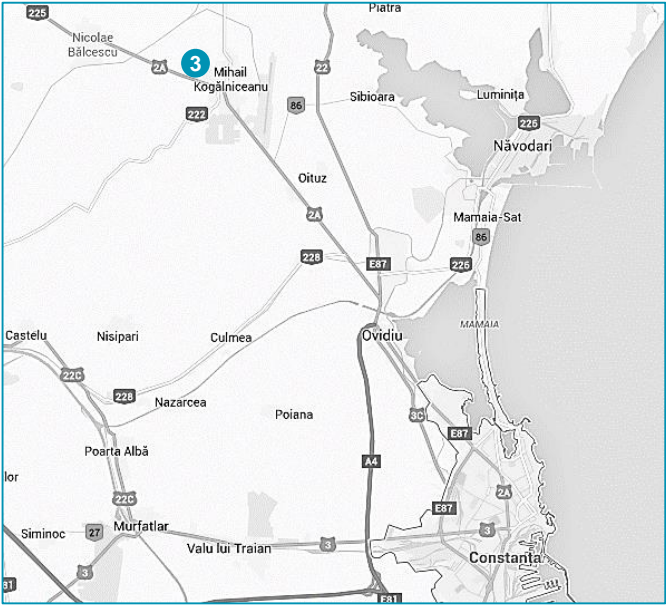 Piatra
225
Nicolae
Bălcescu
3
22A
22
Mihail
Kogălniceanu
86
Sibioara
Luminița
222
226
Năvodari
Oituz
22A
Mamaia-Sat
86
228
E87
226
MAMAIA
Castelu
Nisipari
Culmea
Ovidiu
22C
228
Nazarcea
Poiana
3C
E87
Poarta Albă
A4
lor
22C
2A
E87
Siminoc
27
Murfatlar
Valu lui Traian
3
3
Constanța
3
81
E81